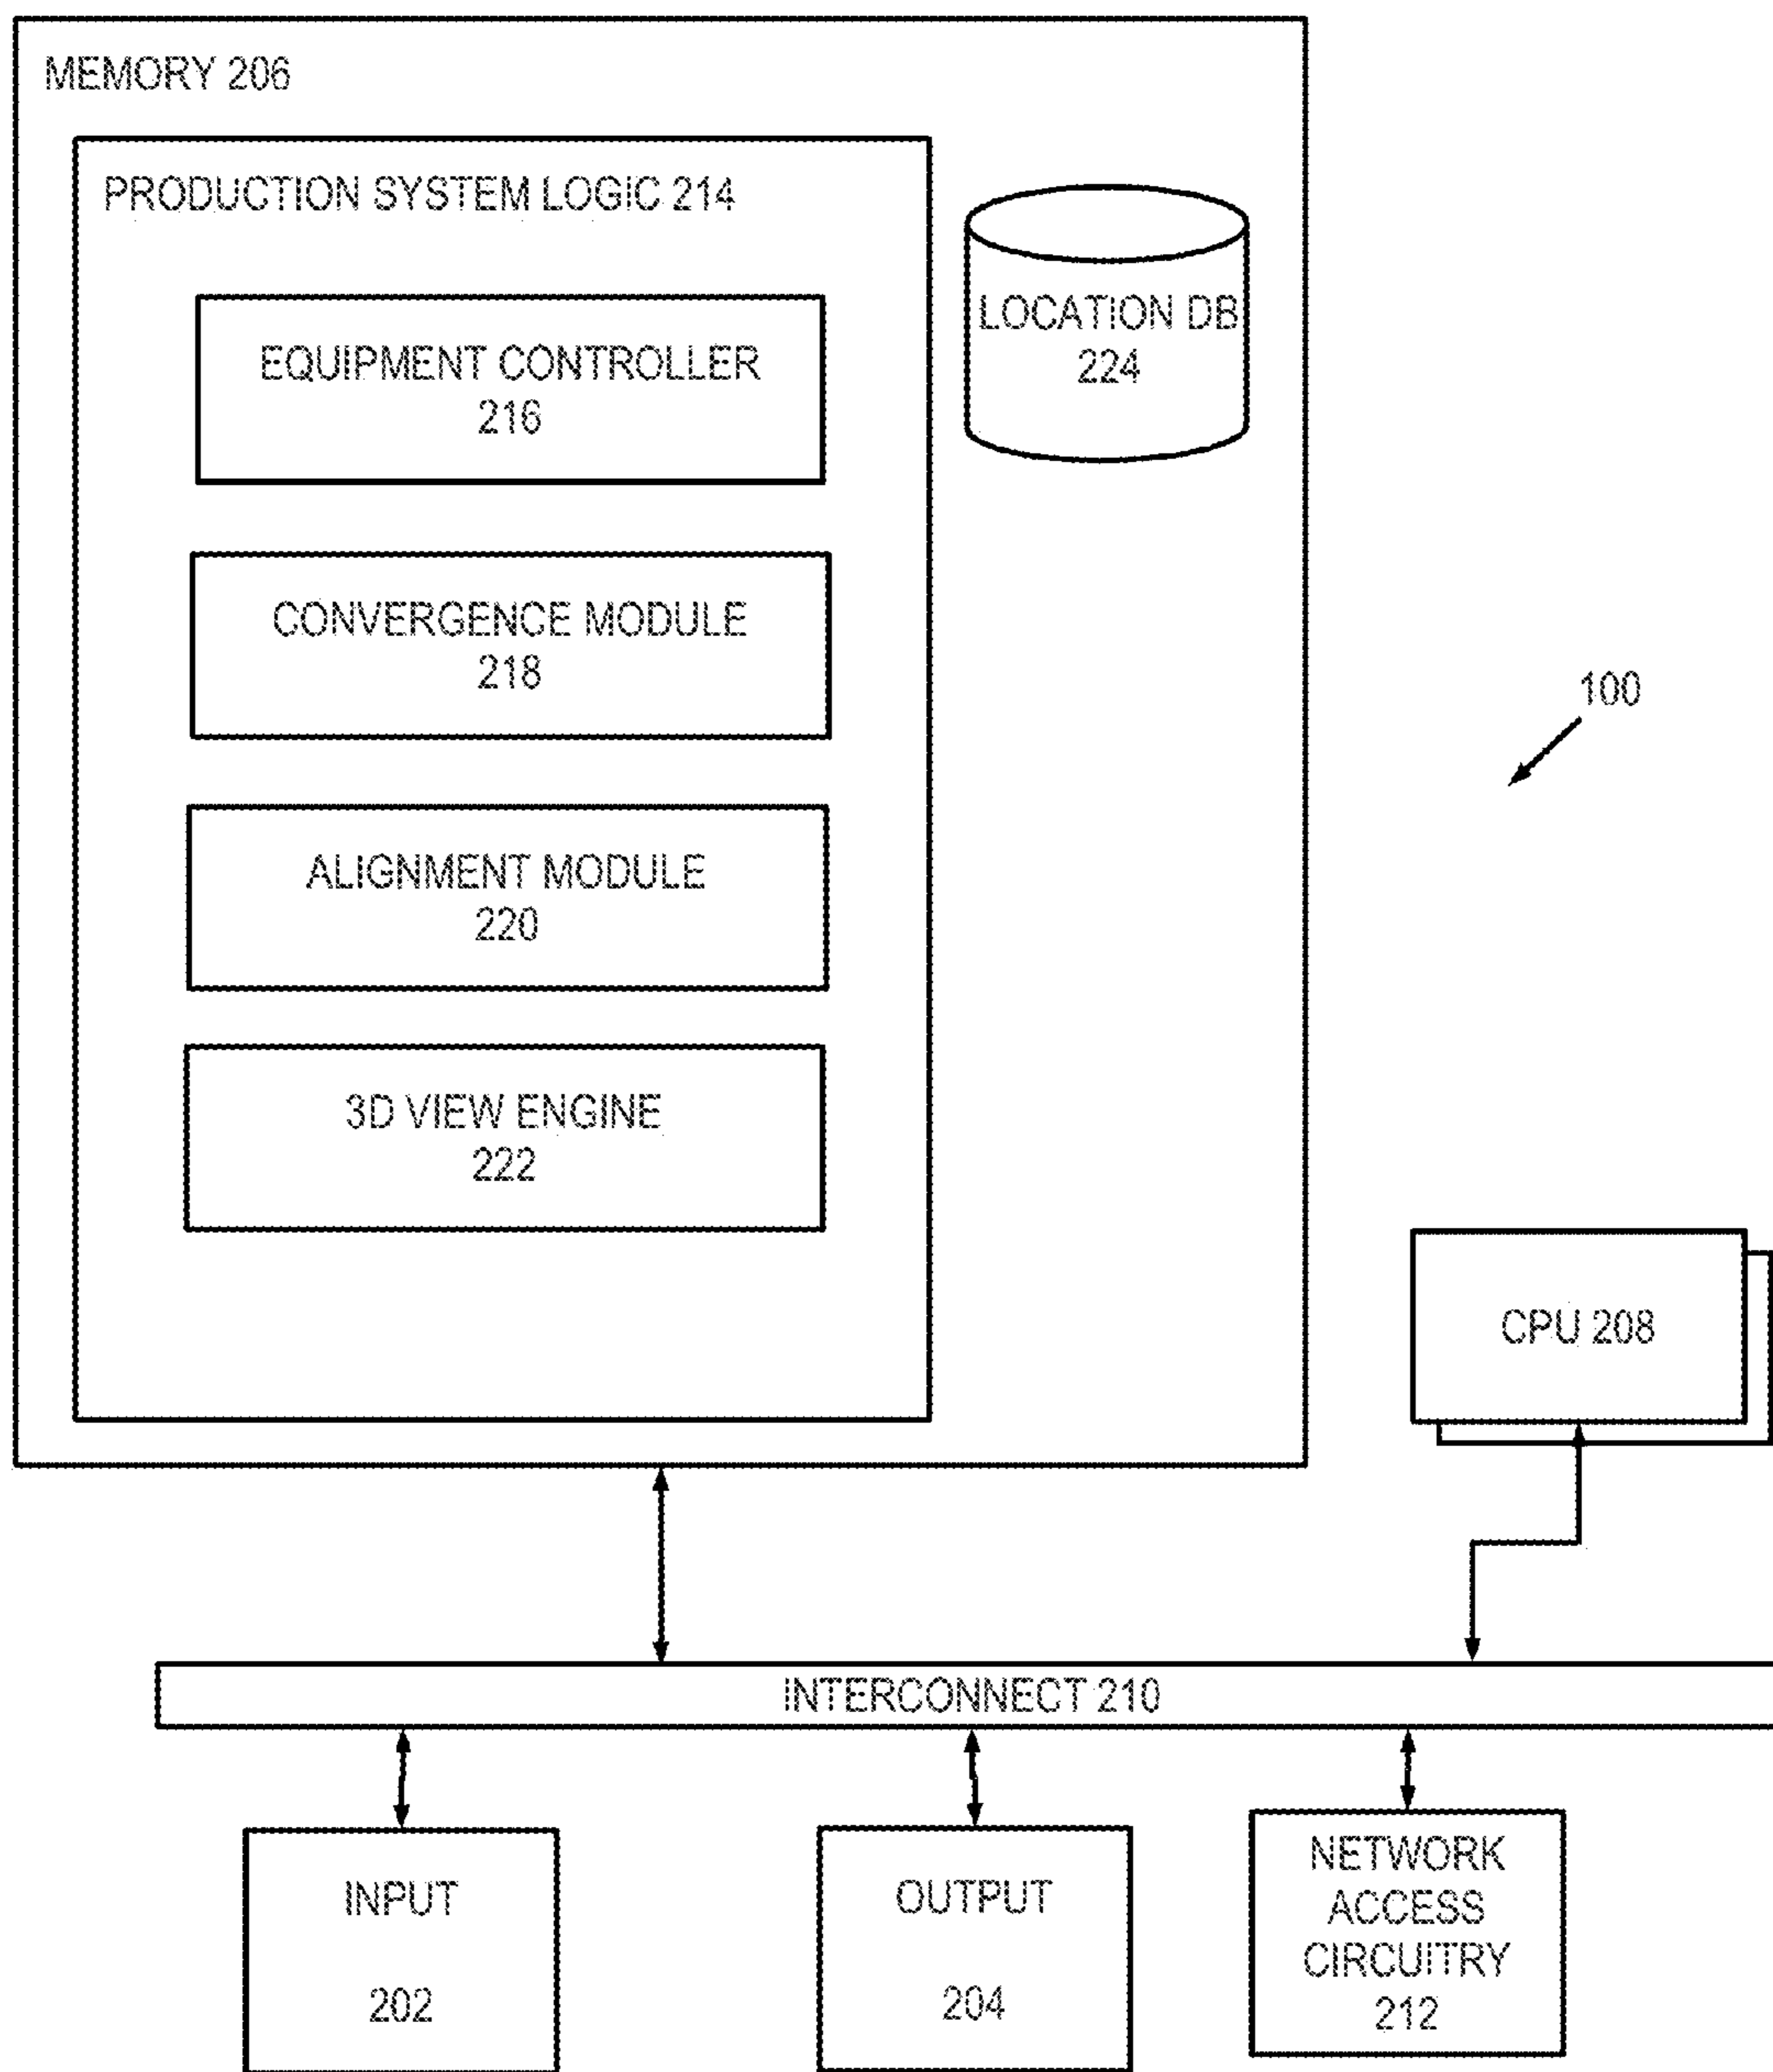 MEMORY 206
PRODUCTION SYSTEM LOGIC 214
EQUIPMENT CONTROLLER
216
CONVERGENCE MODULE
218
ALIGNMENT MODULE
220
3D VIEW ENGINE
222
LOCATION DB
224
100
CPU 208
INTERCONNECT 210
INPUT
202
OUTPUT
204
NETWORK
ACCESS
CIRCUITRY
212